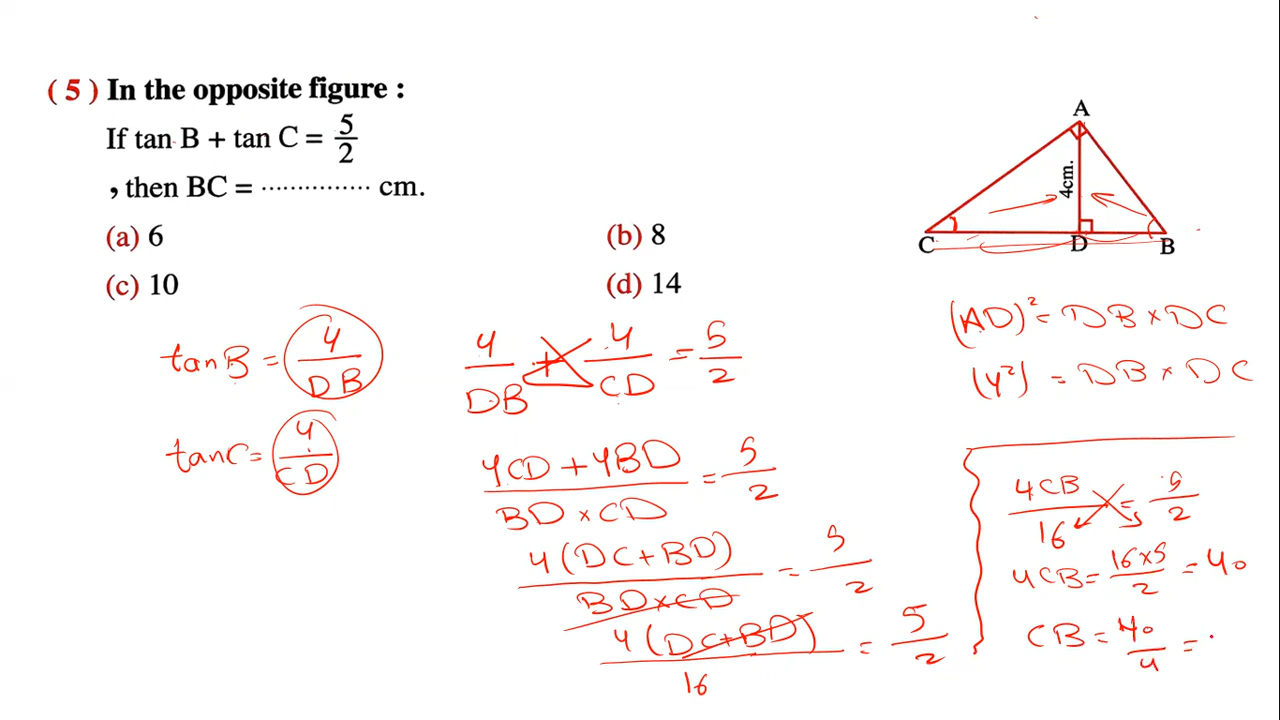 ( 5 ) In the opposite figure :
If tan B + tan C = 5/2
, then BC = ............... cm.
(a) 6
(b) 8
(c) 10
(d) 14
A
4cm.
C
D
B
tanB = 4/DB
tanC = 4/CD
4/DB + 4/CD = 5/2
4CD + 4BD / BD × CD = 5/2
4(DC + BD) / BD × CD = 5/2
4(DC + BD) / 16 = 5/2
(AD)² = DB × DC
(4²) = DB × DC
4CB/16 = 5/2
4CB = 16×5/2 = 40
CB = 40/4 =